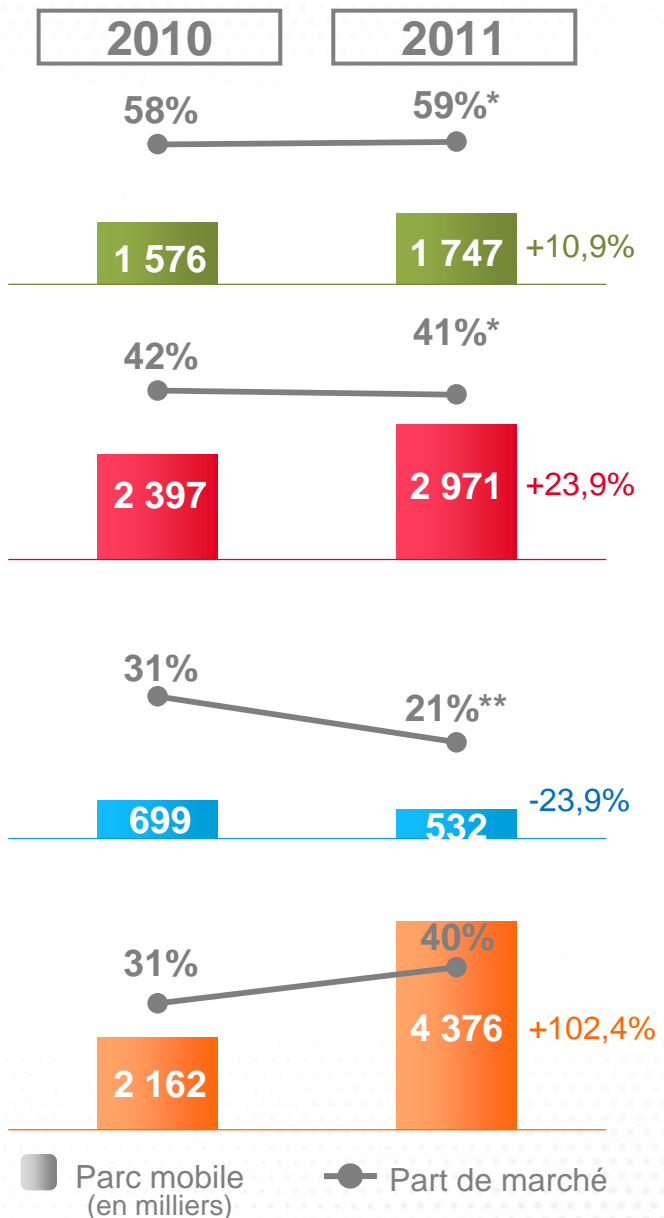 2010 2011
58% 59%*
1 576 1 747 +10,9%
42% 41%*
2 397 2 971 +23,9%
31% 21%**
699 532 -23,9%
31% 40%
2 162 4 376 +102,4%
Parc mobile Part de marché
(en milliers)